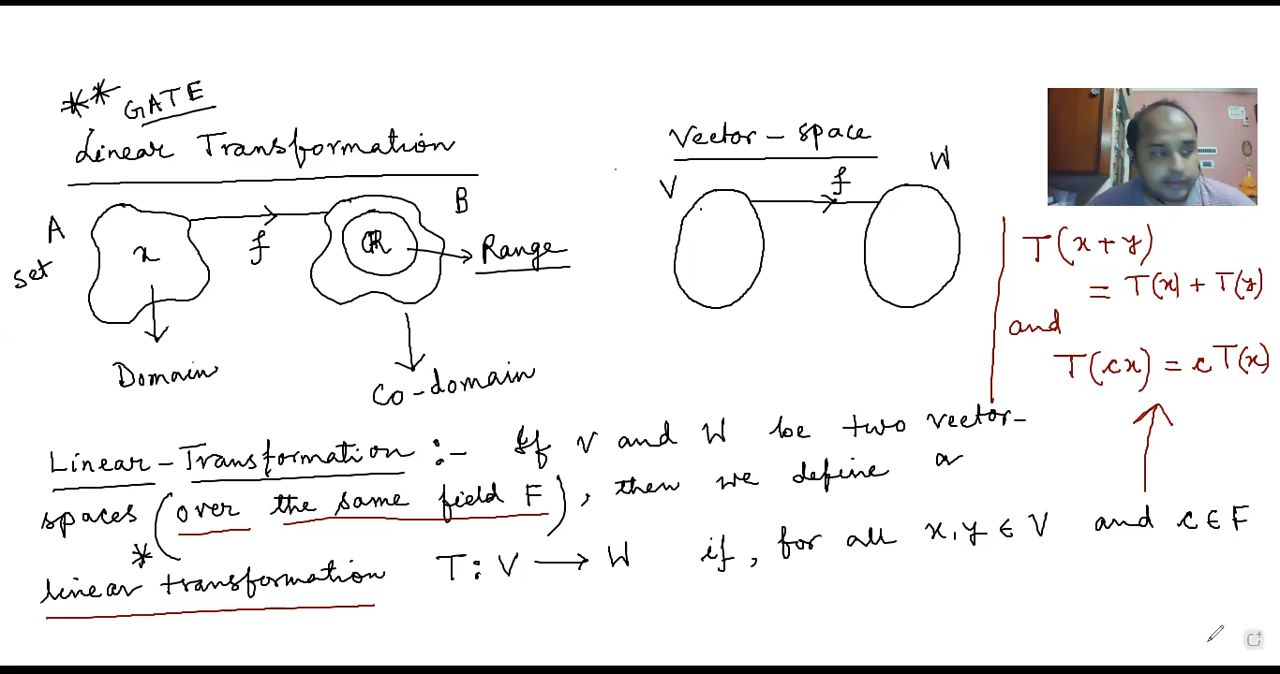 ** GATE
Linear Transformation
A
set
x
f
B
R
Range
Domain
Co-domain
Vector-space
V
f
W
T(x+y)
= T(x) + T(y)
and
T(cx) = cT(x)
Linear-Transformation :- If V and W be two vector-
spaces (over the same field F), then we define a
*
linear transformation T: V → W if, for all x, y ∈ V and c ∈ F